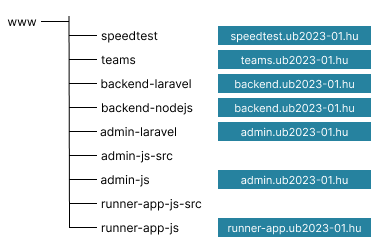 www
speedtest speedtest.ub2023-01.hu
teams teams.ub2023-01.hu
backend-laravel backend.ub2023-01.hu
backend-nodejs backend.ub2023-01.hu
admin-laravel admin.ub2023-01.hu
admin-js-src
admin-js admin.ub2023-01.hu
runner-app-js-src
runner-app-js runner-app.ub2023-01.hu